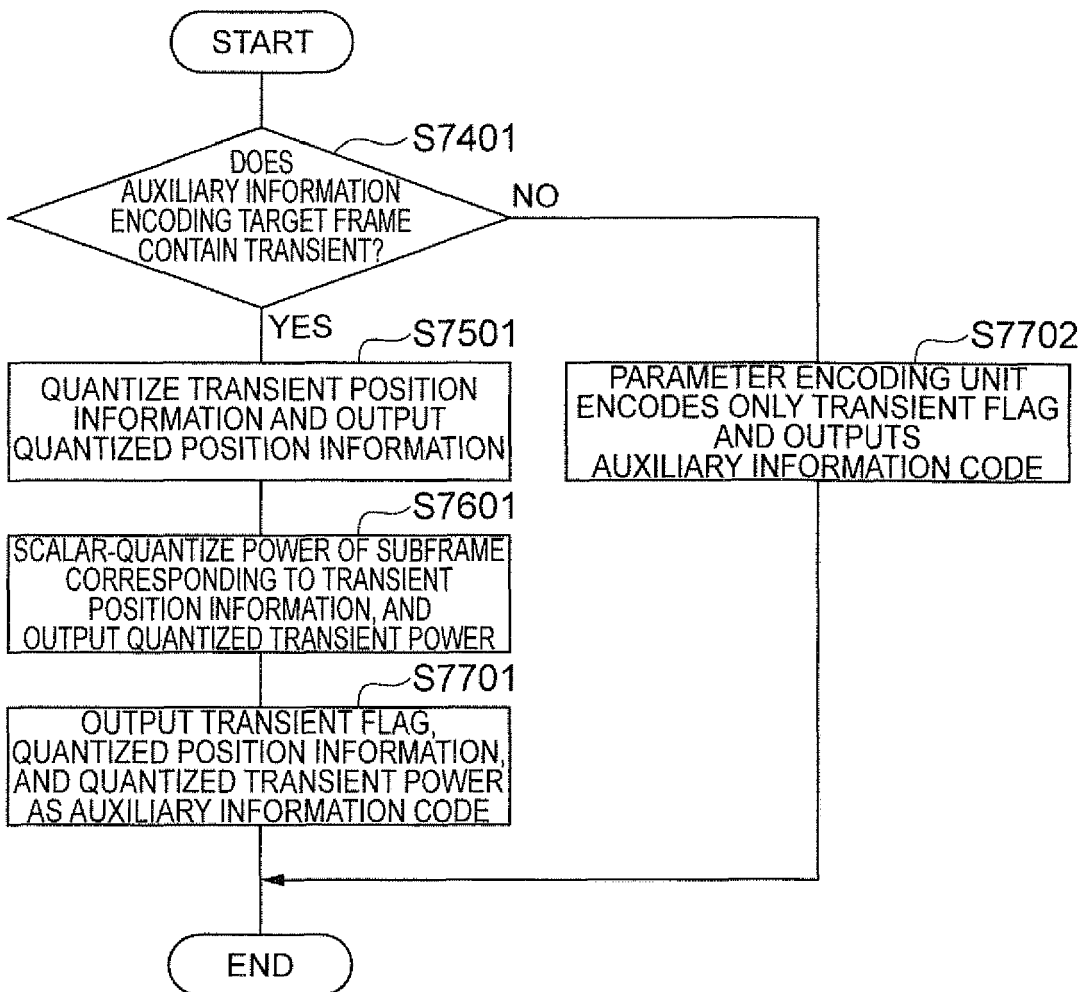 START
S7401
DOES
AUXILIARY INFORMATION
ENCODING TARGET FRAME
CONTAIN TRANSIENT?
NO
YES
S7501
QUANTIZE TRANSIENT POSITION
INFORMATION AND OUTPUT
QUANTIZED POSITION INFORMATION
S7702
PARAMETER ENCODING UNIT
ENCODES ONLY TRANSIENT FLAG
AND OUTPUTS
AUXILIARY INFORMATION CODE
S7601
SCALAR-QUANTIZE POWER OF SUBFRAME
CORRESPONDING TO TRANSIENT
POSITION INFORMATION, AND
OUTPUT QUANTIZED TRANSIENT POWER
S7701
OUTPUT TRANSIENT FLAG,
QUANTIZED POSITION INFORMATION,
AND QUANTIZED TRANSIENT POWER
AS AUXILIARY INFORMATION CODE
END